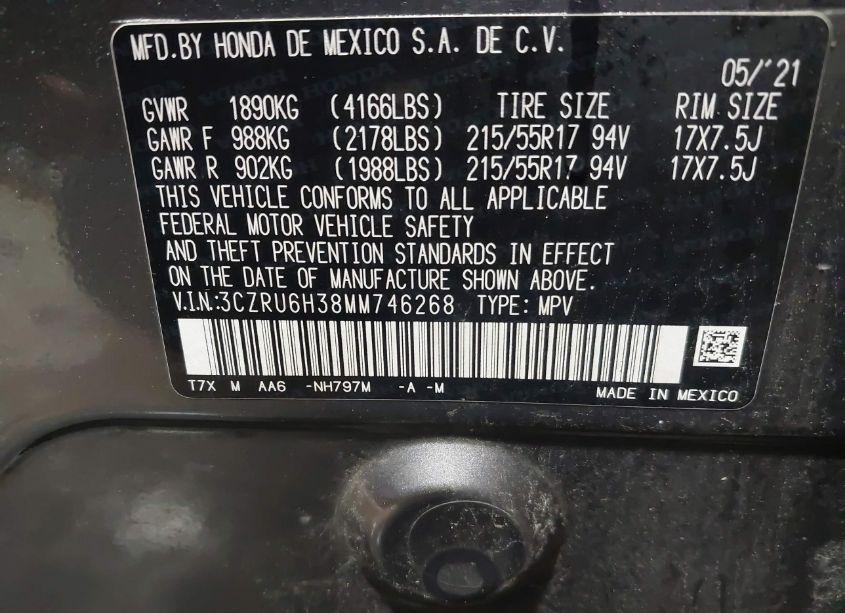 MFD.BY HONDA DE MEXICO S.A. DE C.V.
05/'21
GVWR 1890KG (4166LBS) TIRE SIZE RIM SIZE
GAWR F 988KG (2178LBS) 215/55R17 94V 17X7.5J
GAWR R 902KG (1988LBS) 215/55R17 94V 17X7.5J
THIS VEHICLE CONFORMS TO ALL APPLICABLE
FEDERAL MOTOR VEHICLE SAFETY
AND THEFT PREVENTION STANDARDS IN EFFECT
ON THE DATE OF MANUFACTURE SHOWN ABOVE.
V.I.N.:3CZRU6H38MM746268 TYPE: MPV
T7X M AA6 -NH797M -A -M
MADE IN MEXICO